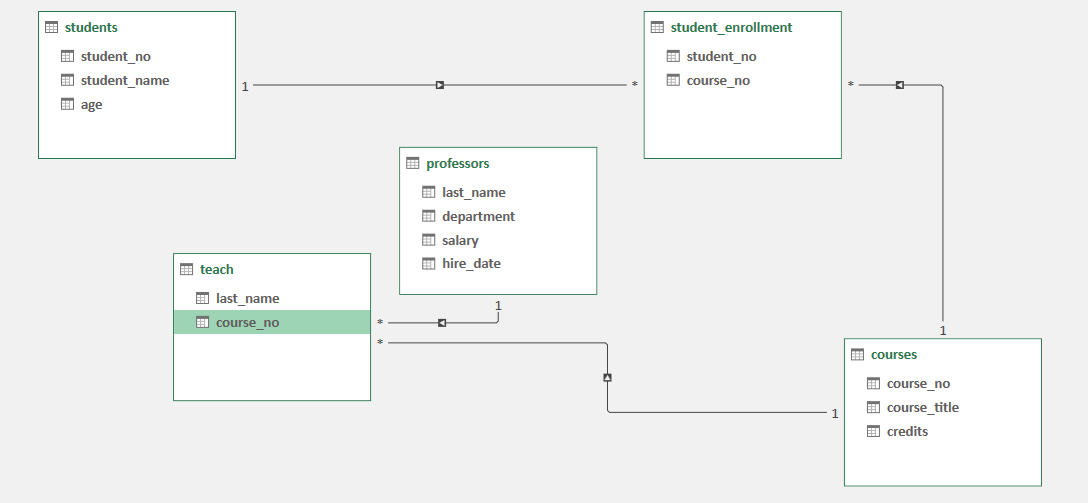 students
student_no
student_name
age
1
*
student_enrollment
student_no
course_no
*
professors
last_name
department
salary
hire_date
1
teach
last_name
course_no
*
*
1
1
courses
course_no
course_title
credits